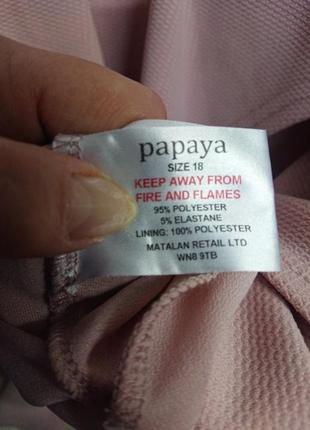 papaya
SIZE 18
KEEP AWAY FROM
FIRE AND FLAMES
95% POLYESTER
5% ELASTANE
LINING: 100% POLYESTER
MATALAN RETAIL LTD
WN8 9TB